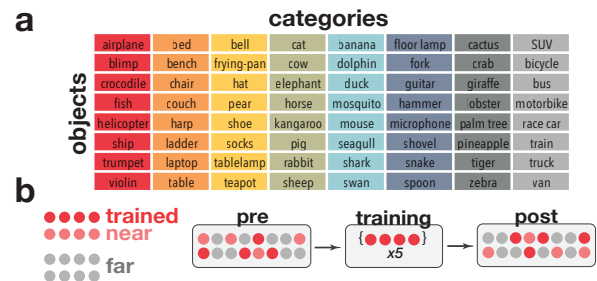 a
categories
objects
airplane bed bell cat banana floor lamp cactus SUV
blimp bench frying-pan cow dolphin fork crab bicycle
crocodile chair hat elephant duck guitar giraffe bus
fish couch pear horse mosquito hammer lobster motorbike
helicopter harp shoe kangaroo mouse microphone palm tree race car
ship ladder socks pig seagull shovel pineapple train
trumpet laptop tablelamp rabbit shark snake tiger truck
violin table teapot sheep swan spoon zebra van
b
trained
near
far
pre
training
{ }
x5
post